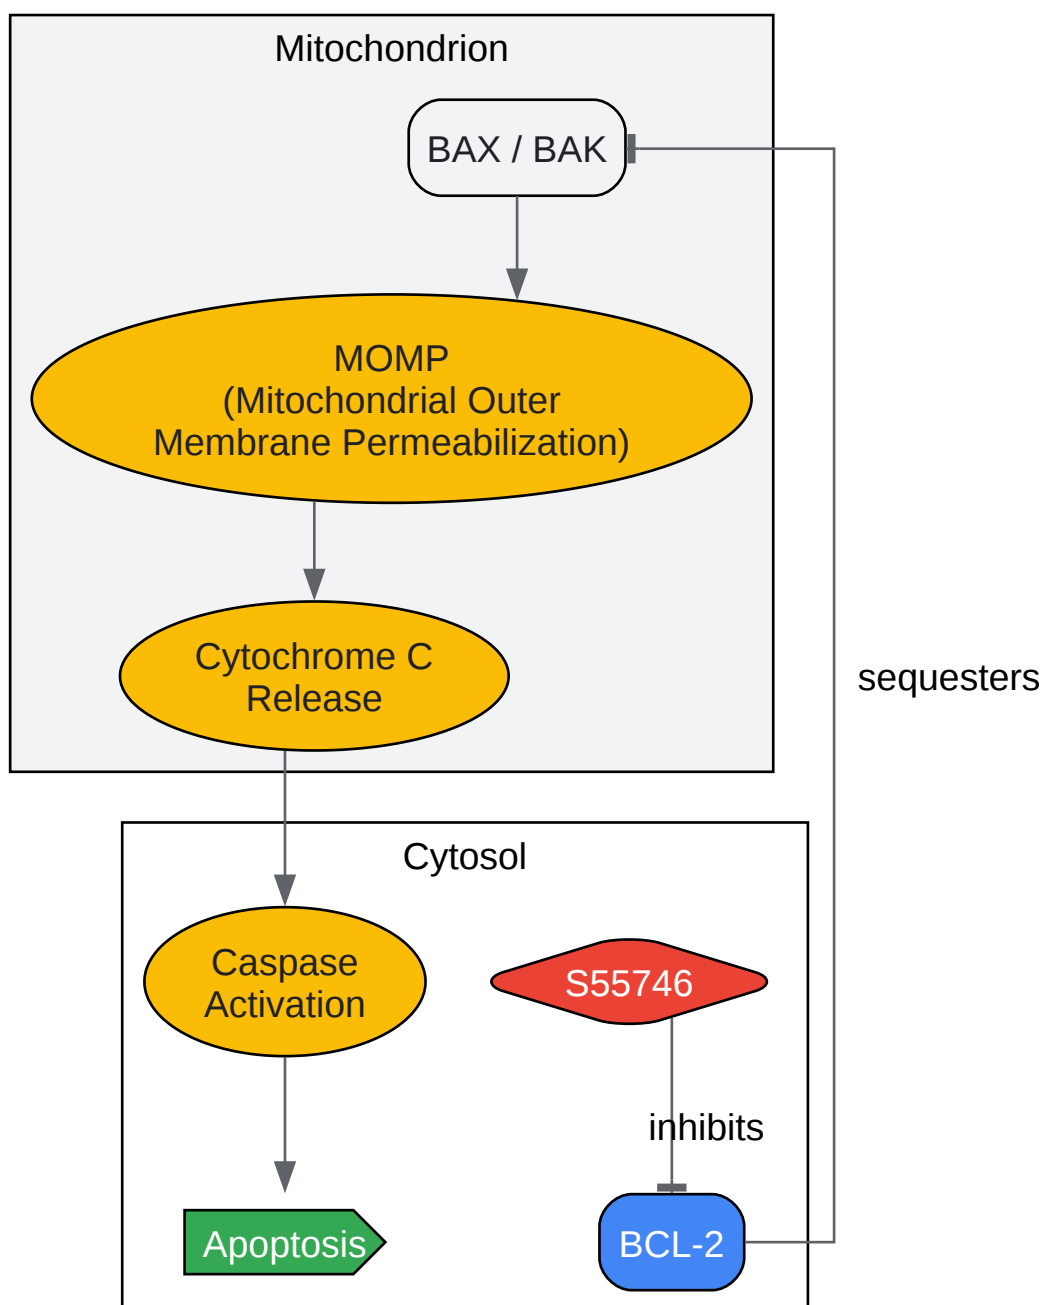 Mitochondrion
BAX / BAK
MOMP
(Mitochondrial Outer
Membrane Permeabilization)
Cytochrome C
Release
sequesters
Cytosol
Caspase
Activation
S55746
inhibits
Apoptosis
BCL-2